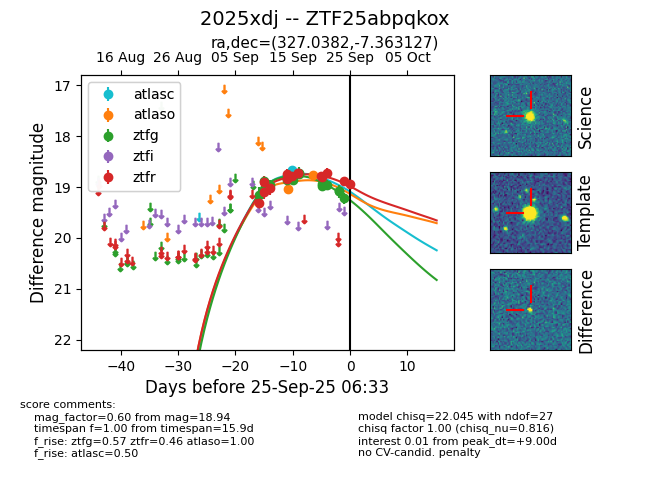 2025xdj -- ZTF25abpqkox
ra,dec=(327.0382,-7.363127)
16 Aug 26 Aug 05 Sep 15 Sep 25 Sep 05 Oct
17
18
19
20
21
22
Difference magnitude
atlasc
atlaso
ztfg
ztfi
ztfr
−40 −30 −20 −10 0 10
Days before 25-Sep-25 06:33
Science
Template
Difference
score comments:
mag_factor=0.60 from mag=18.94
timespan f=1.00 from timespan=15.9d
f_rise: ztfg=0.57 ztfr=0.46 atlaso=1.00
f_rise: atlasc=0.50
model chisq=22.045 with ndof=27
chisq factor 1.00 (chisq_nu=0.816)
interest 0.01 from peak_dt=+9.00d
no CV-candid. penalty